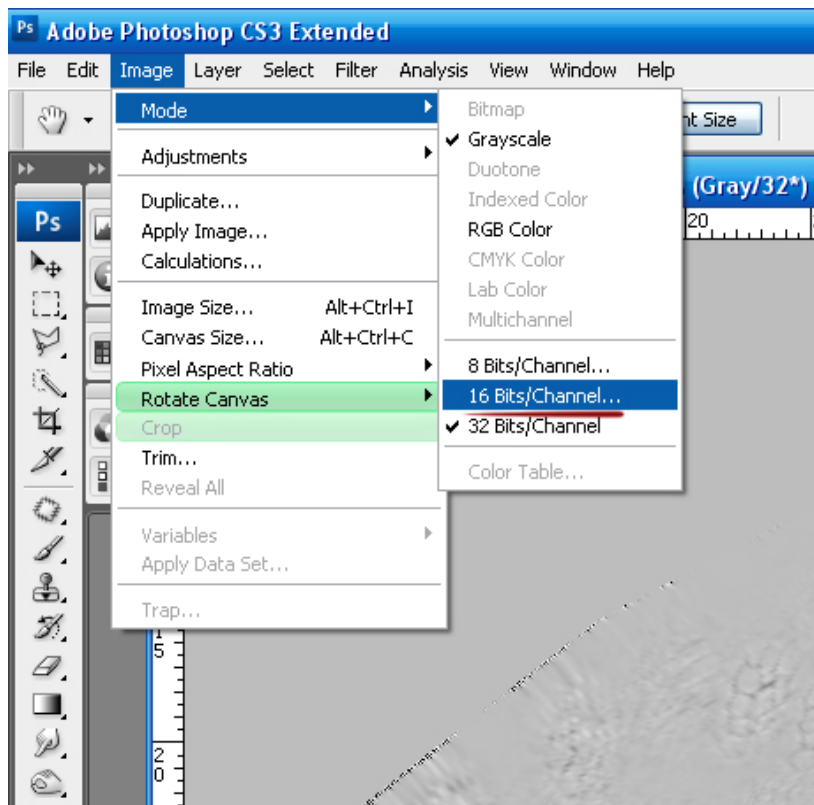 Ps Adobe Photoshop CS3 Extended
File Edit Image Layer Select Filter Analysis View Window Help
Mode
Adjustments
Duplicate...
Apply Image...
Calculations...
Image Size... Alt+Ctrl+I
Canvas Size... Alt+Ctrl+C
Pixel Aspect Ratio
Rotate Canvas
Crop
Trim...
Reveal All
Variables
Apply Data Set...
Trap...
Bitmap
Grayscale
Duotone
Indexed Color
RGB Color
CMYK Color
Lab Color
Multichannel
8 Bits/Channel...
16 Bits/Channel...
32 Bits/Channel
Color Table...
nt Size
(Gray/32*)
20
Ps
5
2
0